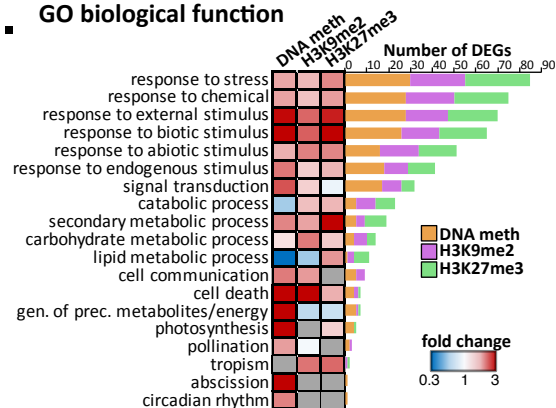 GO biological function
DNA meth
H3K9me2
H3K27me3
Number of DEGs
0 10 20 30 40 50 60 70 80 90
response to stress
response to chemical
response to external stimulus
response to biotic stimulus
response to abiotic stimulus
response to endogenous stimulus
signal transduction
catabolic process
secondary metabolic process
carbohydrate metabolic process
lipid metabolic process
cell communication
cell death
gen. of prec. metabolites/energy
photosynthesis
pollination
tropism
abscission
circadian rhythm
DNA meth
H3K9me2
H3K27me3
fold change
0.3 1 3